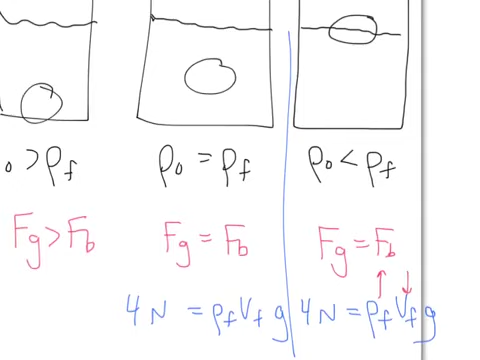 ρ₀ > ρf
ρ₀ = ρf
ρ₀ < ρf
Fg > Fb
Fg = Fb
Fg = Fb
↑ ↓
4 N = ρf Vf g
4 N = ρf Vf g